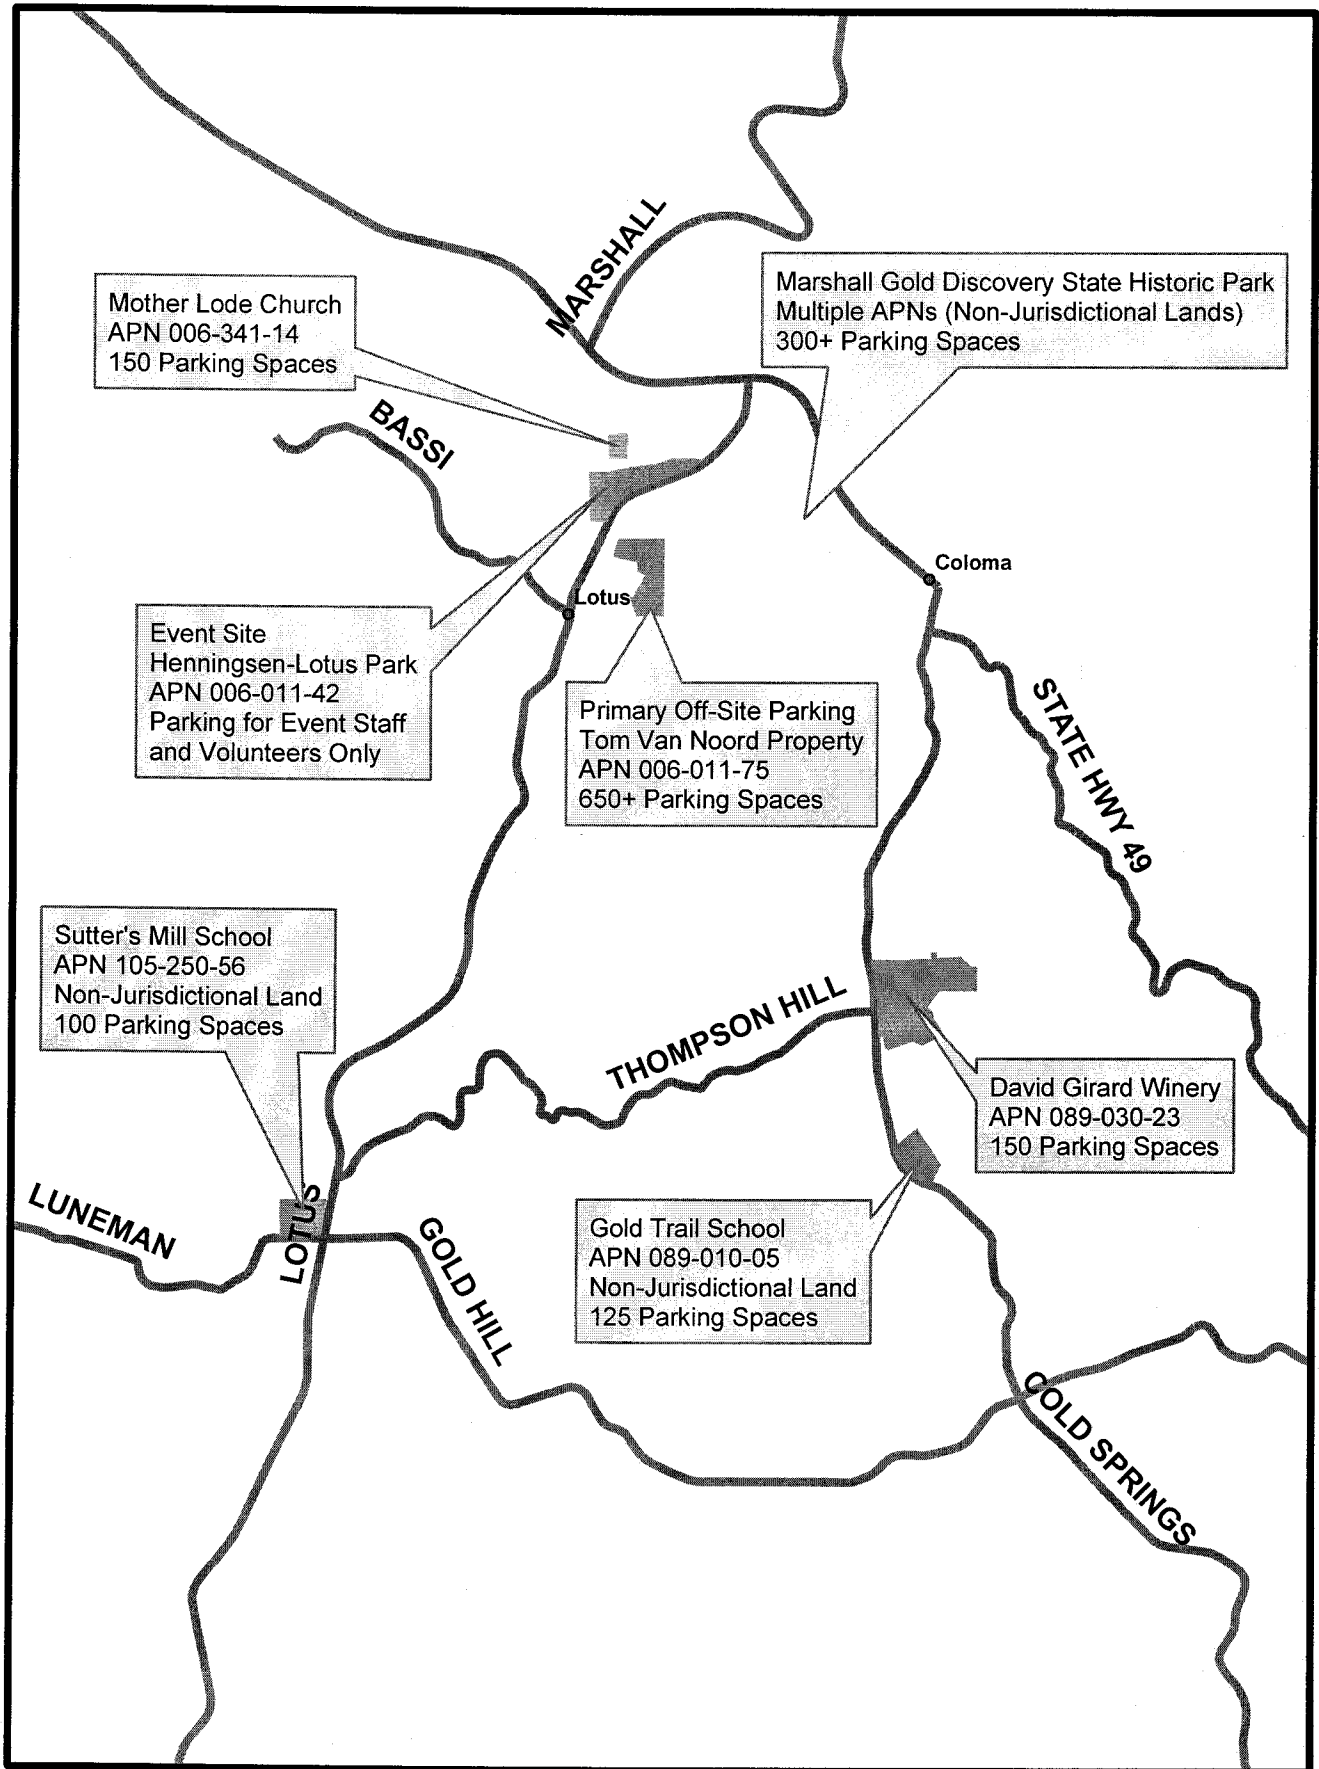 MARSHALL
Mother Lode Church
APN 006-341-14
150 Parking Spaces
Marshall Gold Discovery State Historic Park
Multiple APNs (Non-Jurisdictional Lands)
300+ Parking Spaces
BASSI
Coloma
Lotus
Event Site
Henningsen-Lotus Park
APN 006-011-42
Parking for Event Staff
and Volunteers Only
Primary Off-Site Parking
Tom Van Noord Property
APN 006-011-75
650+ Parking Spaces
STATE HWY 49
Sutter's Mill School
APN 105-250-56
Non-Jurisdictional Land
100 Parking Spaces
THOMPSON HILL
David Girard Winery
APN 089-030-23
150 Parking Spaces
LUNEMAN
LOTUS
GOLD HILL
Gold Trail School
APN 089-010-05
Non-Jurisdictional Land
125 Parking Spaces
COLD SPRINGS